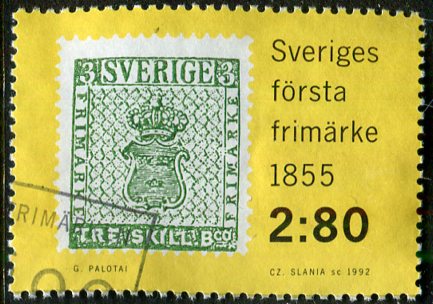 Sveriges
första
frimärke
1855
2:80
3 SVERIGE 3
FRIMÄRKE
FRIMÄRKE
TRE SKILL. Bco
G. PALOTAI
CZ. SLANIA sc 1992